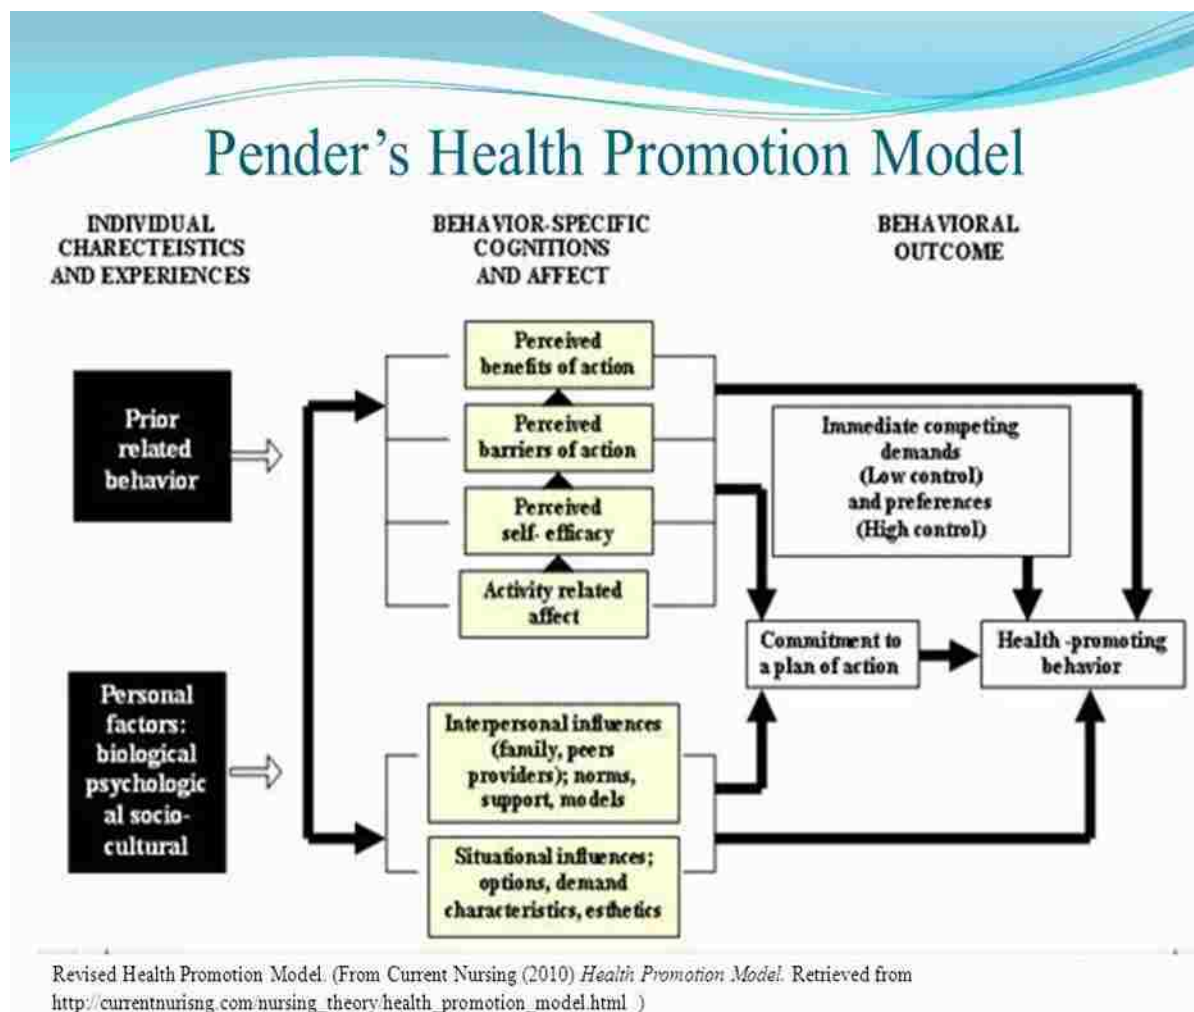 Pender's Health Promotion Model
INDIVIDUAL
CHARECTEISTICS
AND EXPERIENCES
BEHAVIOR-SPECIFIC
COGNITIONS
AND AFFECT
BEHAVIORAL
OUTCOME
Prior
related
behavior
Personal
factors:
biological
psychologic
al socio-
cultural
Perceived
benefits of action
Perceived
barriers of action
Perceived
self- efficacy
Activity related
affect
Interpersonal influences
(family, peers
providers); norms,
support, models
Situational influences;
options, demand
characteristics, esthetics
Immediate competing
demands
(Low control)
and preferences
(High control)
Commitment to
a plan of action
Health -promoting
behavior
Revised Health Promotion Model. (From Current Nursing (2010) Health Promotion Model. Retrieved from
http://currentnurisng.com/nursing_theory/health_promotion_model.html )